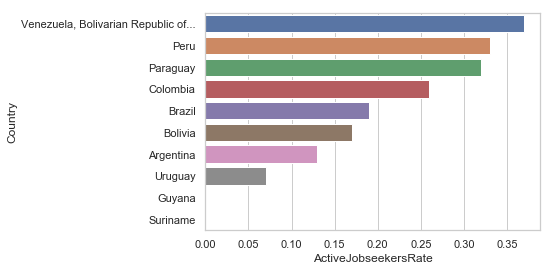 Venezuela, Bolivarian Republic of...
Peru
Paraguay
Colombia
Brazil
Bolivia
Argentina
Uruguay
Guyana
Suriname
Country
0.00 0.05 0.10 0.15 0.20 0.25 0.30 0.35
ActiveJobseekersRate